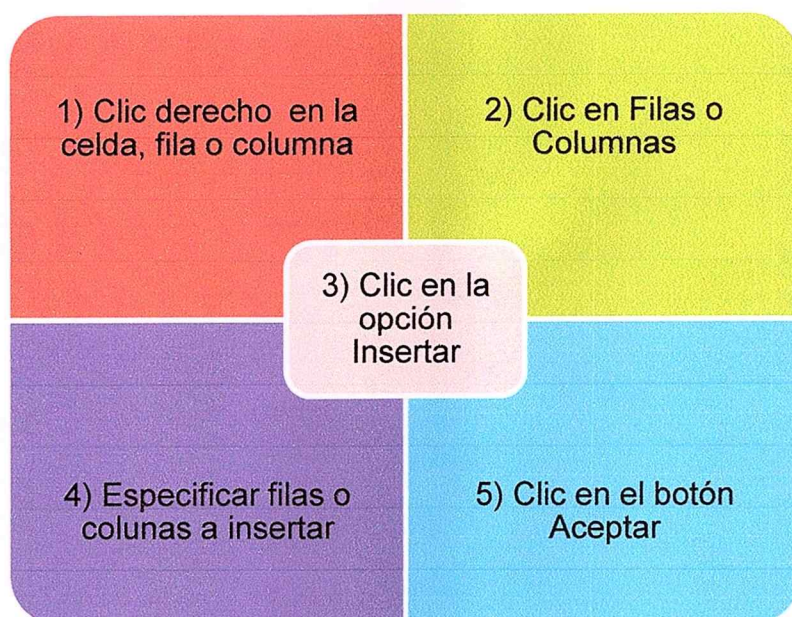 1) Clic derecho en la
celda, fila o columna
2) Clic en Filas o
Columnas
3) Clic en la
opción
Insertar
4) Especificar filas o
colunas a insertar
5) Clic en el botón
Aceptar